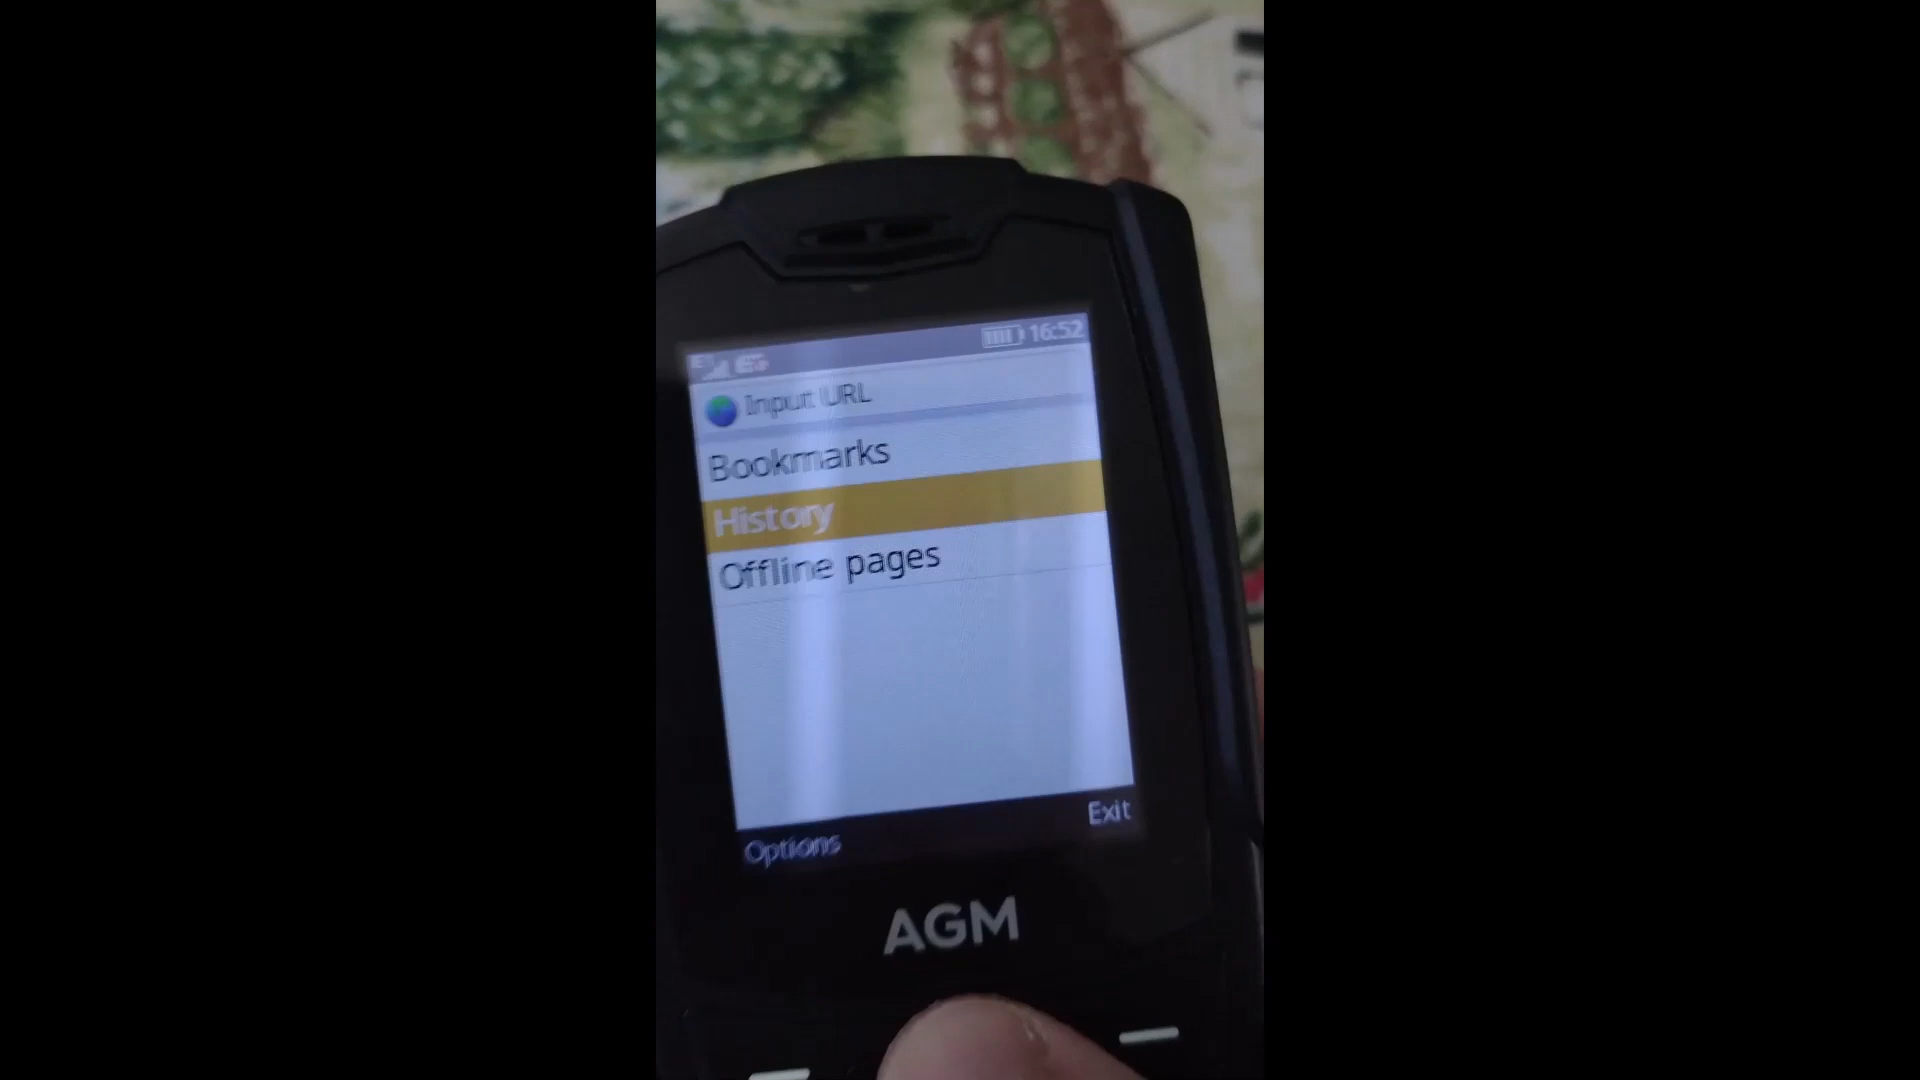 16:52
Input URL
Bookmarks
History
Offline pages
Options
Exit
AGM